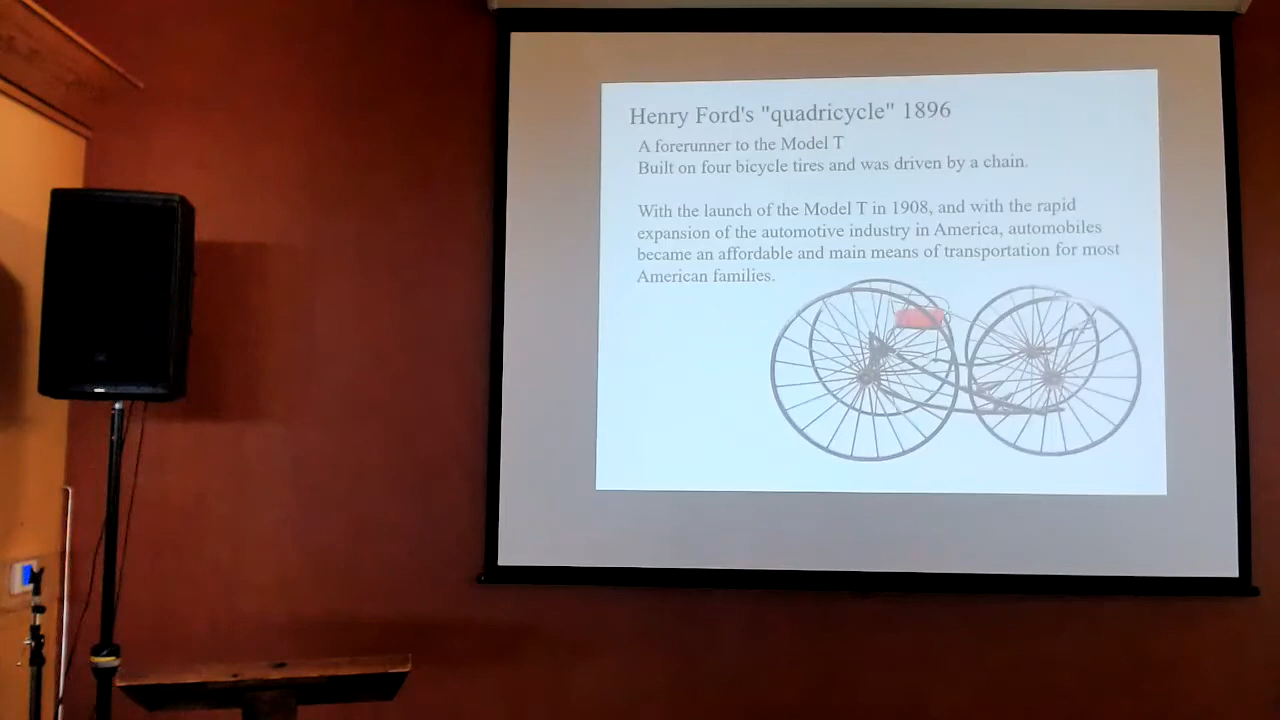 Henry Ford's "quadricycle" 1896
A forerunner to the Model T
Built on four bicycle tires and was driven by a chain.
With the launch of the Model T in 1908, and with the rapid
expansion of the automotive industry in America, automobiles
became an affordable and main means of transportation for most
American families.